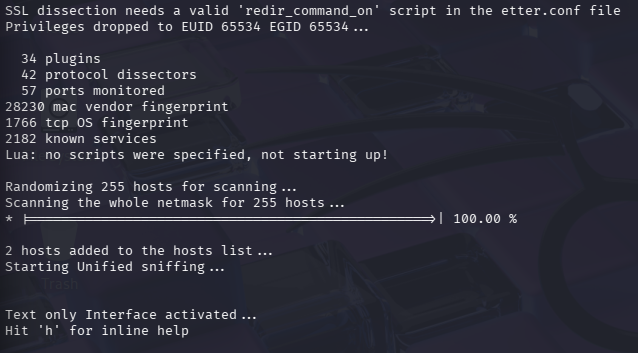 SSL dissection needs a valid 'redir_command_on' script in the etter.conf file
Privileges dropped to EUID 65534 EGID 65534...
34 plugins
42 protocol dissectors
57 ports monitored
28230 mac vendor fingerprint
1766 tcp OS fingerprint
2182 known services
Lua: no scripts were specified, not starting up!
Randomizing 255 hosts for scanning...
Scanning the whole netmask for 255 hosts...
* |==================================================>| 100.00 %
2 hosts added to the hosts list...
Starting Unified sniffing...
Trash
Text only Interface activated...
Hit 'h' for inline help